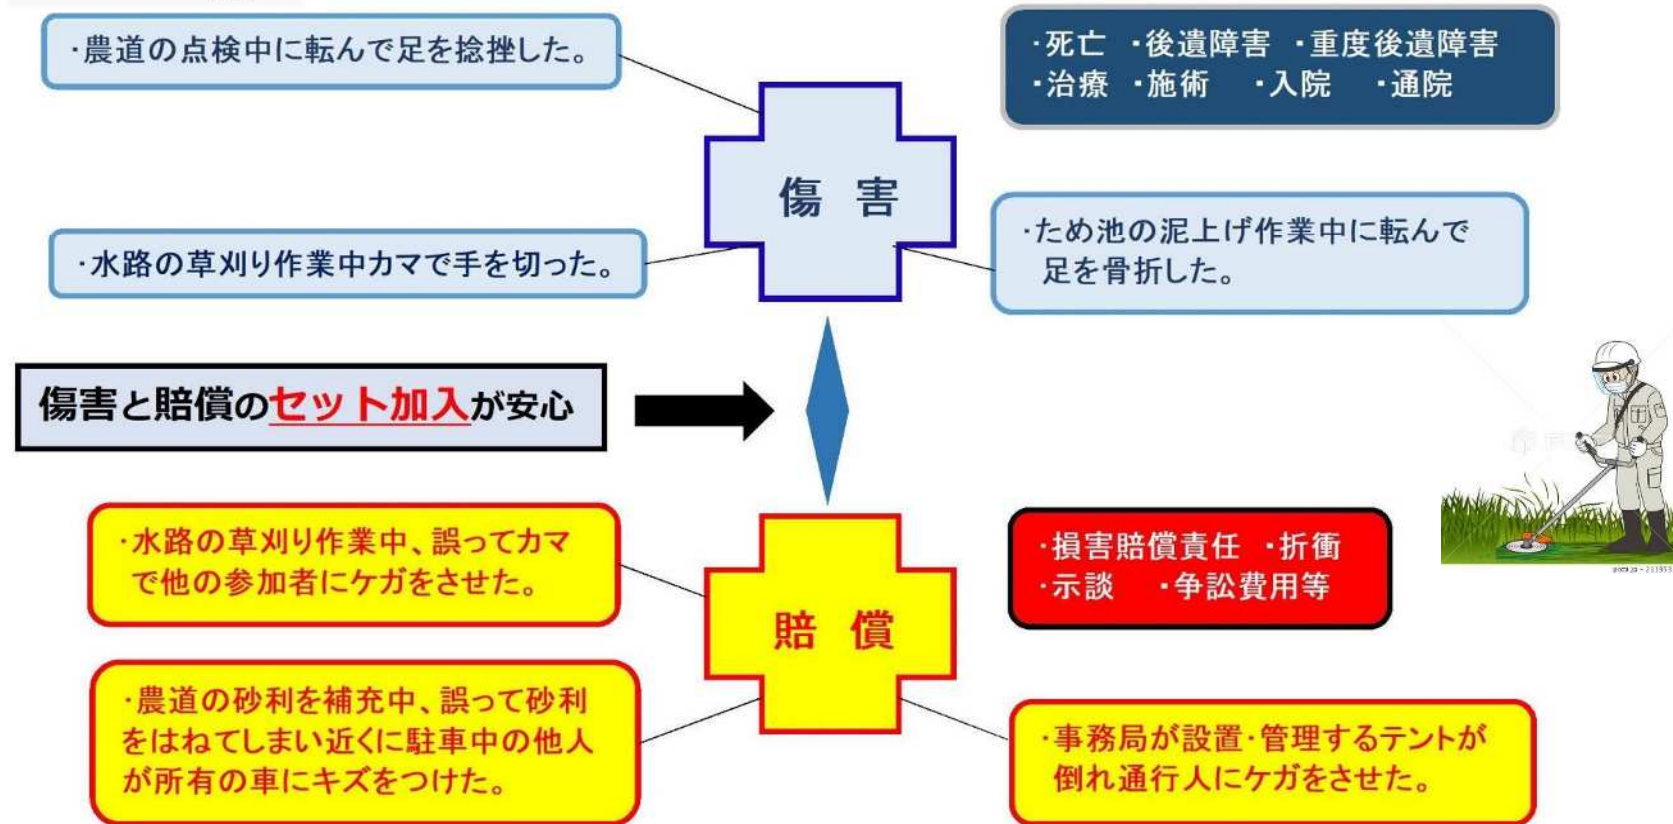 ・農道の点検中に転んで足を捻挫した。
・死亡 ・後遺障害 ・重度後遺障害
・治療 ・施術 ・入院 ・通院
傷 害
・水路の草刈り作業中カマで手を切った。
・ため池の泥上げ作業中に転んで
足を骨折した。
傷害と賠償のセット加入が安心
・水路の草刈り作業中、誤ってカマ
で他の参加者にケガをさせた。
・損害賠償責任 ・折衝
・示談 ・争訟費用等
賠 償
・農道の砂利を補充中、誤って砂利
をはねてしまい近くに駐車中の他人
が所有の車にキズをつけた。
・事務局が設置・管理するテントが
倒れ通行人にケガをさせた。